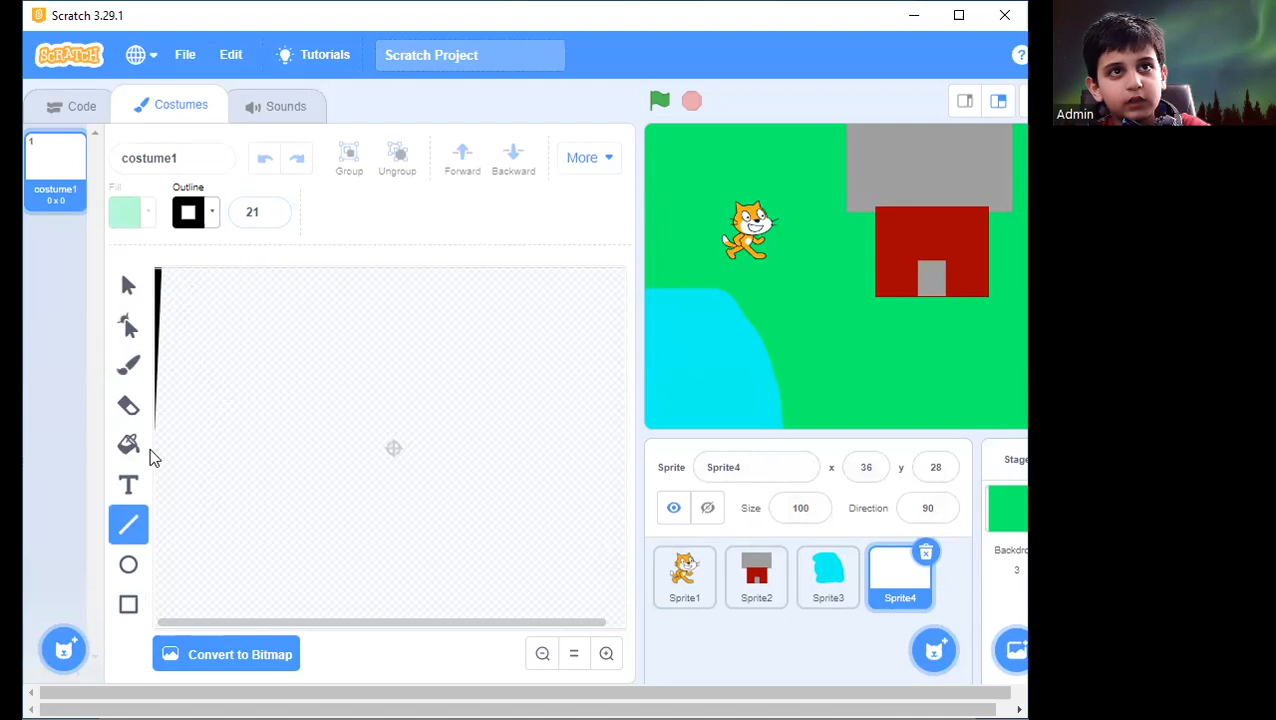 Scratch 3.29.1
SCRATCH
File
Edit
Tutorials
Scratch Project
?
Code
Costumes
Sounds
1
costume1
0 x 0
costume1
Group
Ungroup
Forward
Backward
More
Fill
Outline
21
T
Convert to Bitmap
Sprite
Sprite4
x
36
y
28
Size
100
Direction
90
Sprite1
Sprite2
Sprite3
Sprite4
Stage
Backdro
3
Admin